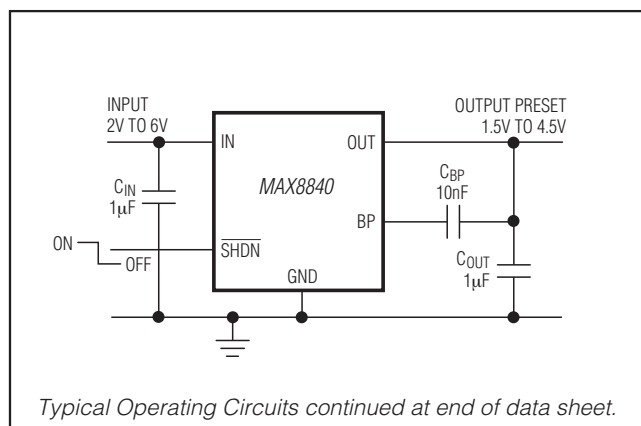 INPUT
2V TO 6V
OUTPUT PRESET
1.5V TO 4.5V
IN
OUT
MAX8840
CIN
1μF
CBP
10nF
BP
ON
OFF
SHDN
COUT
1μF
GND
Typical Operating Circuits continued at end of data sheet.